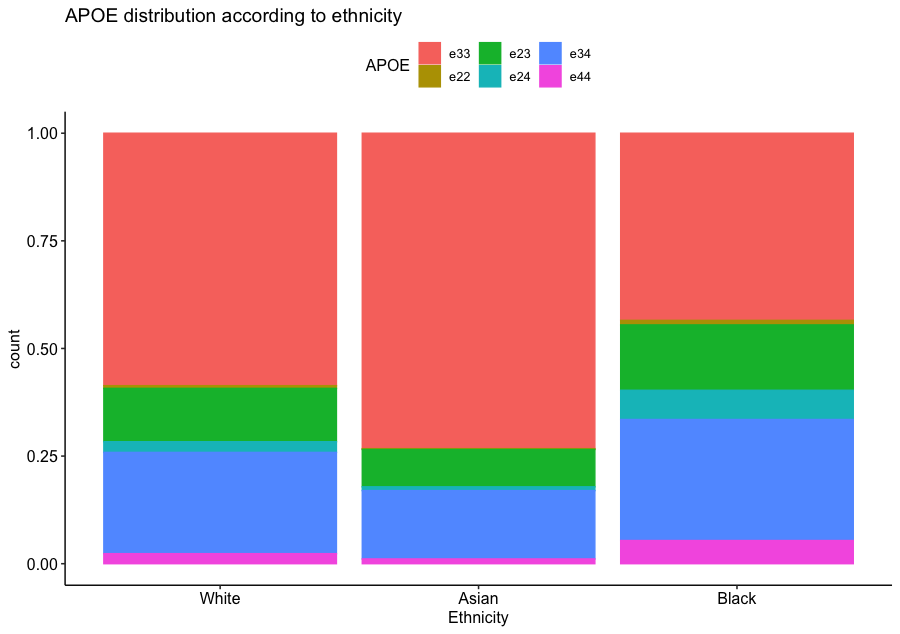 APOE distribution according to ethnicity
APOE
e33 e23 e34
e22 e24 e44
1.00
0.75
0.50
0.25
0.00
count
White Asian Black
Ethnicity